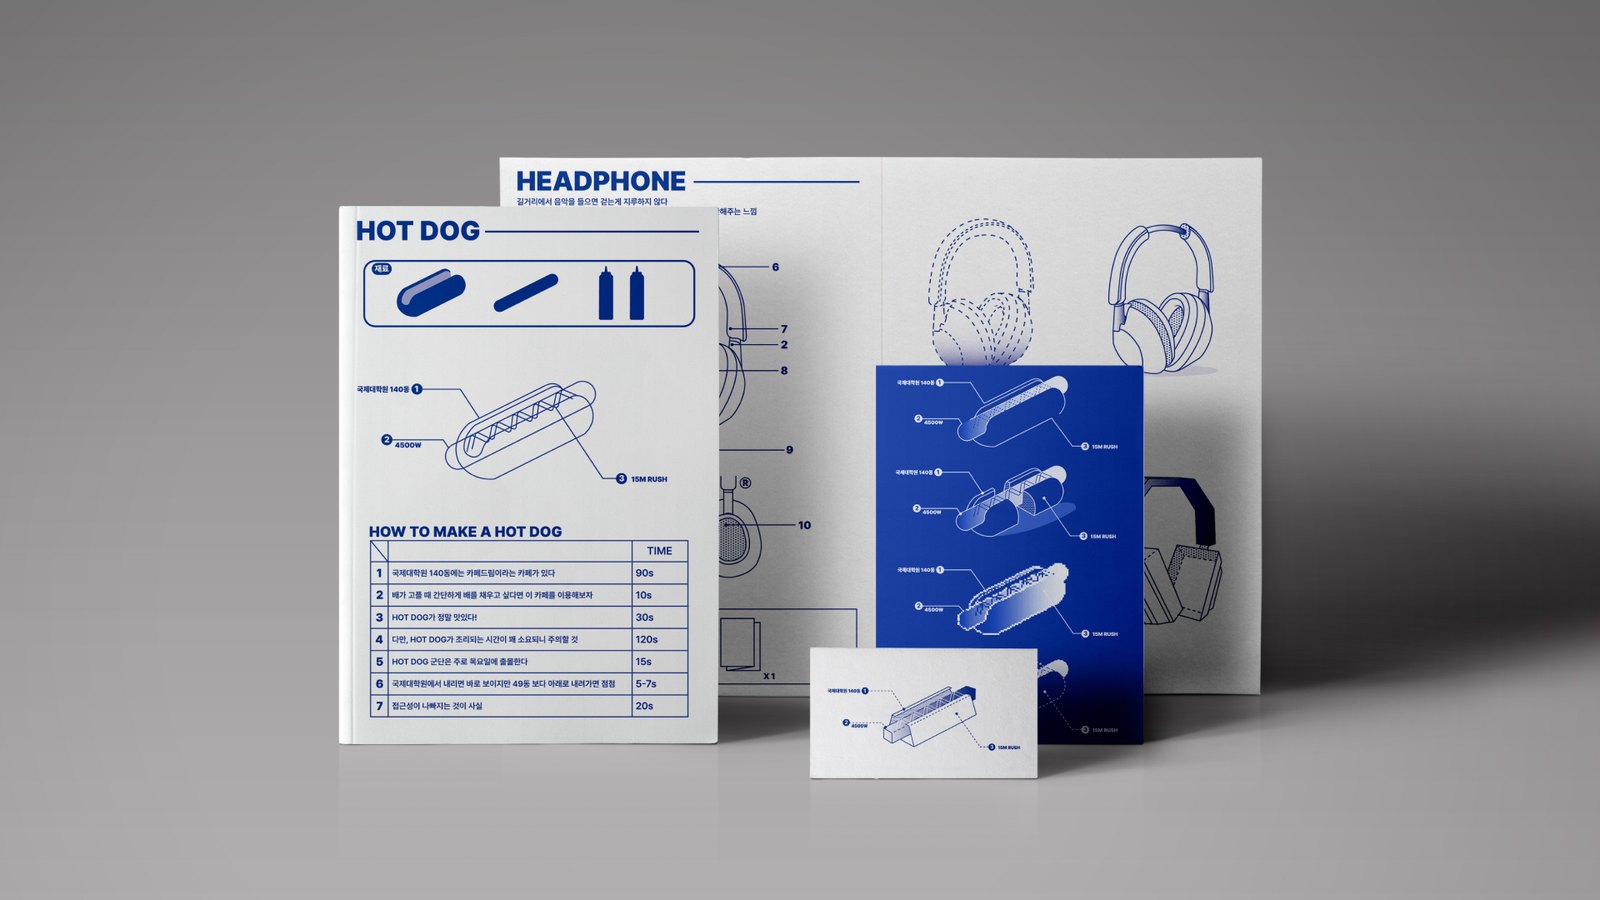 HEADPHONE
길거리에서 음악을 들으면 걷는게 지루하지 않다
해주는 느낌
6
7
2
8
9
®
10
X 1
HOT DOG
재료
국제대학원 140동 1
2 4500W
3 15M RUSH
HOW TO MAKE A HOT DOG
TIME
1 국제대학원 140동에는 카페드림이라는 카페가 있다 90s
2 배가 고플 때 간단하게 배를 채우고 싶다면 이 카페를 이용해보자 10s
3 HOT DOG가 정말 맛있다! 30s
4 다만, HOT DOG가 조리되는 시간이 꽤 소요되니 주의할 것 120s
5 HOT DOG 군단은 주로 목요일에 출몰한다 15s
6 국제대학원에서 내리면 바로 보이지만 49동 보다 아래로 내려가면 점점 5-7s
7 접근성이 나빠지는 것이 사실 20s
국제대학원 140동 1
2 4500W
3 15M RUSH
국제대학원 140동 1
2 4500W
3 15M RUSH
국제대학원 140동 1
2 4500W
3 15M RUSH
3 15M RUSH
국제대학원 140동 1
2 4500W
3 15M RUSH